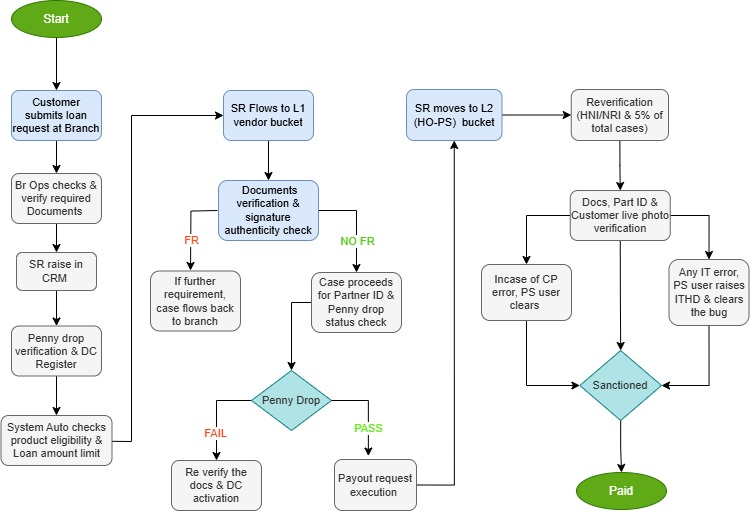 Start
Customer
submits loan
request at Branch
Br Ops checks &
verify required
Documents
SR raise in
CRM
Penny drop
verification & DC
Register
System Auto checks
product eligibility &
Loan amount limit
SR Flows to L1
vendor bucket
Documents
verification &
signature
authenticity check
FR
NO FR
If further
requirement,
case flows back
to branch
Case proceeds
for Partner ID &
Penny drop
status check
Penny Drop
FAIL
PASS
Re verify the
docs & DC
activation
Payout request
execution
SR moves to L2
(HO-PS) bucket
Reverification
(HNI/NRI & 5% of
total cases)
Docs, Part ID &
Customer live photo
verification
Incase of CP
error, PS user
clears
Any IT error,
PS user raises
ITHD & clears
the bug
Sanctioned
Paid